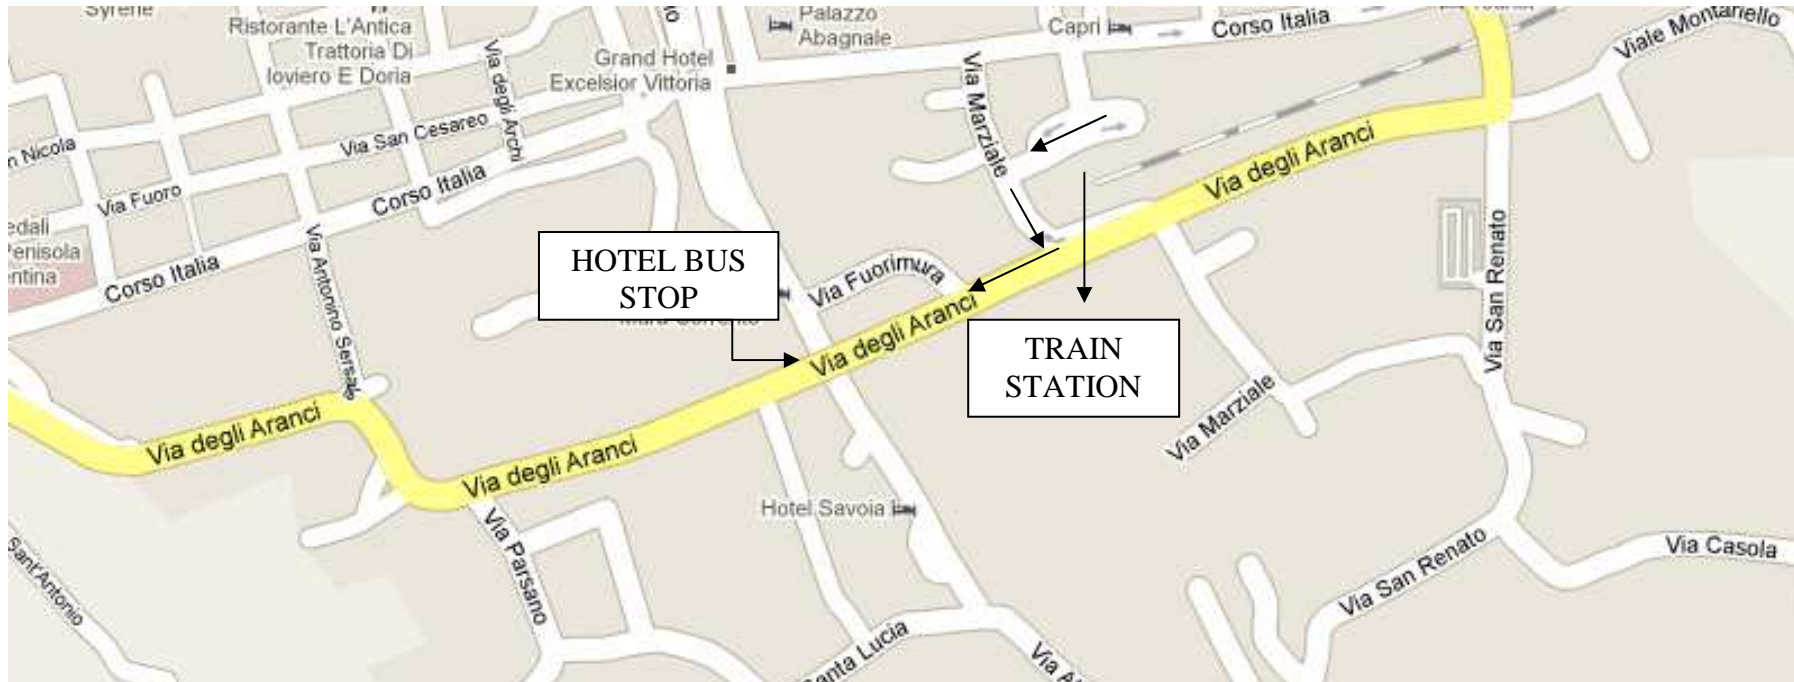 Syrene
Ristorante L'Antica
Trattoria Di
Ioviero E Doria
Via degli Archi
Grand Hotel
Excelsior Vittoria
Palazzo
Abagnale
Capri
Corso Italia
Viale Montariello
Via Marziale
Nicola
Via San Cesareo
Via Fuoro
Corso Italia
Via degli Aranci
edali
Penisola
entina
Corso Italia
Via Antonino Sersale
HOTEL BUS
STOP
Via Fuorimura
Via degli Aranci
TRAIN
STATION
Via San Renato
Via Marziale
Via degli Aranci
Via degli Aranci
Hotel Savoia
Via Parsano
Sant'Antonio
Santa Lucia
Via San Renato
Via Casola